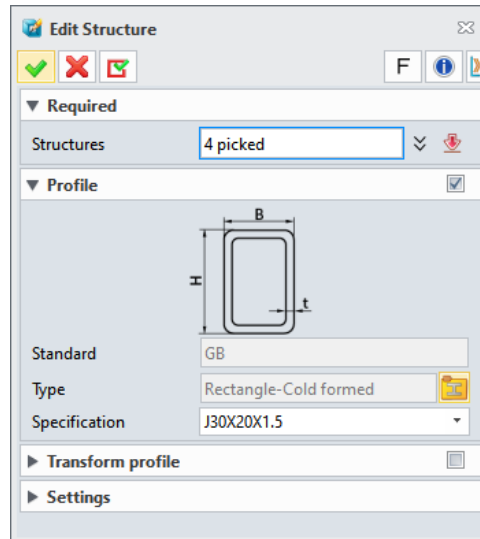 Edit Structure
F
Required
Structures
4 picked
Profile
B
H
t
Standard
GB
Type
Rectangle-Cold formed
Specification
J30X20X1.5
Transform profile
Settings